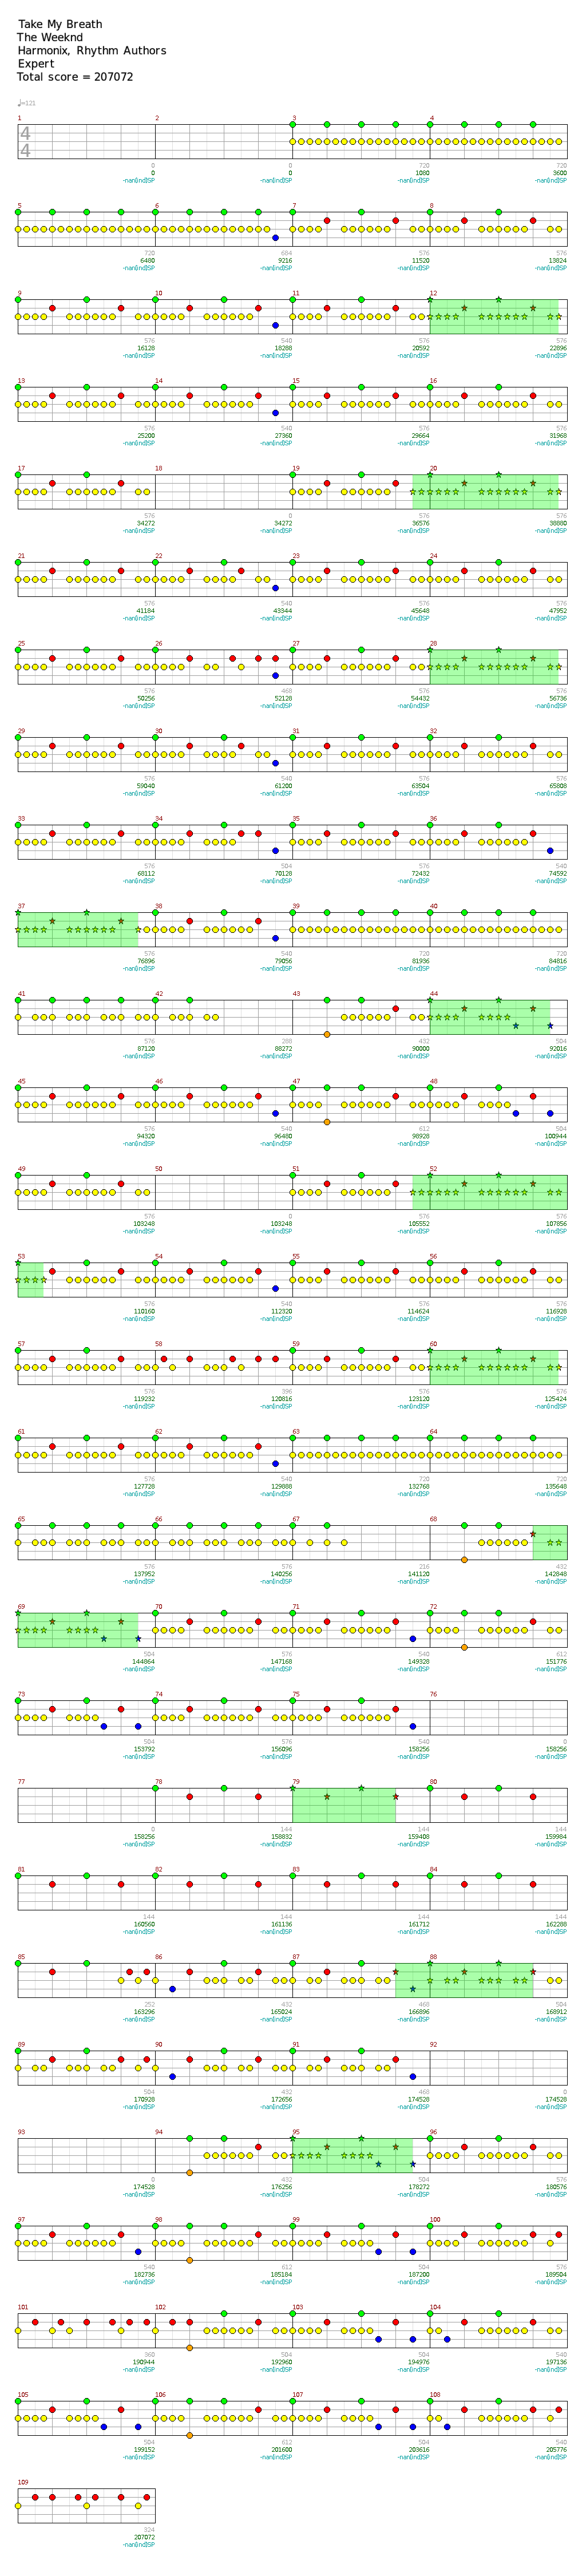 Take My Breath
The Weeknd
Harmonix, Rhythm Authors
Expert
Total score = 207072
♩=121
1 2 3 4
4
4
0 0 720 720
0 0 1080 3600
-nan(ind)SP -nan(ind)SP -nan(ind)SP -nan(ind)SP
5 6 7 8
720 684 576 576
6480 9216 11520 13824
-nan(ind)SP -nan(ind)SP -nan(ind)SP -nan(ind)SP
9 10 11 12
576 540 576 576
16128 18288 20592 22896
-nan(ind)SP -nan(ind)SP -nan(ind)SP -nan(ind)SP
13 14 15 16
576 540 576 576
25200 27360 29664 31968
-nan(ind)SP -nan(ind)SP -nan(ind)SP -nan(ind)SP
17 18 19 20
576 0 576 576
34272 34272 36576 38880
-nan(ind)SP -nan(ind)SP -nan(ind)SP -nan(ind)SP
21 22 23 24
576 540 576 576
41184 43344 45648 47952
-nan(ind)SP -nan(ind)SP -nan(ind)SP -nan(ind)SP
25 26 27 28
576 468 576 576
50256 52128 54432 56736
-nan(ind)SP -nan(ind)SP -nan(ind)SP -nan(ind)SP
29 30 31 32
576 540 576 576
59040 61200 63504 65808
-nan(ind)SP -nan(ind)SP -nan(ind)SP -nan(ind)SP
33 34 35 36
576 504 576 540
68112 70128 72432 74592
-nan(ind)SP -nan(ind)SP -nan(ind)SP -nan(ind)SP
37 38 39 40
576 540 720 720
76896 79056 81936 84816
-nan(ind)SP -nan(ind)SP -nan(ind)SP -nan(ind)SP
41 42 43 44
576 288 432 504
87120 88272 90000 92016
-nan(ind)SP -nan(ind)SP -nan(ind)SP -nan(ind)SP
45 46 47 48
576 540 612 504
94320 96480 98928 100944
-nan(ind)SP -nan(ind)SP -nan(ind)SP -nan(ind)SP
49 50 51 52
576 0 576 576
103248 103248 105552 107856
-nan(ind)SP -nan(ind)SP -nan(ind)SP -nan(ind)SP
53 54 55 56
576 540 576 576
110160 112320 114624 116928
-nan(ind)SP -nan(ind)SP -nan(ind)SP -nan(ind)SP
57 58 59 60
576 396 576 576
119232 120816 123120 125424
-nan(ind)SP -nan(ind)SP -nan(ind)SP -nan(ind)SP
61 62 63 64
576 540 720 720
127728 129888 132768 135648
-nan(ind)SP -nan(ind)SP -nan(ind)SP -nan(ind)SP
65 66 67 68
576 576 216 432
137952 140256 141120 142848
-nan(ind)SP -nan(ind)SP -nan(ind)SP -nan(ind)SP
69 70 71 72
504 576 540 612
144864 147168 149328 151776
-nan(ind)SP -nan(ind)SP -nan(ind)SP -nan(ind)SP
73 74 75 76
504 576 540 0
153792 156096 158256 158256
-nan(ind)SP -nan(ind)SP -nan(ind)SP -nan(ind)SP
77 78 79 80
0 144 144 144
158256 158832 159408 159984
-nan(ind)SP -nan(ind)SP -nan(ind)SP -nan(ind)SP
81 82 83 84
144 144 144 144
160560 161136 161712 162288
-nan(ind)SP -nan(ind)SP -nan(ind)SP -nan(ind)SP
85 86 87 88
252 432 468 504
163296 165024 166896 168912
-nan(ind)SP -nan(ind)SP -nan(ind)SP -nan(ind)SP
89 90 91 92
504 432 468 0
170928 172656 174528 174528
-nan(ind)SP -nan(ind)SP -nan(ind)SP -nan(ind)SP
93 94 95 96
0 432 504 576
174528 176256 178272 180576
-nan(ind)SP -nan(ind)SP -nan(ind)SP -nan(ind)SP
97 98 99 100
540 612 504 576
182736 185184 187200 189504
-nan(ind)SP -nan(ind)SP -nan(ind)SP -nan(ind)SP
101 102 103 104
360 504 504 540
190944 192960 194976 197136
-nan(ind)SP -nan(ind)SP -nan(ind)SP -nan(ind)SP
105 106 107 108
504 612 504 540
199152 201600 203616 205776
-nan(ind)SP -nan(ind)SP -nan(ind)SP -nan(ind)SP
109
324
207072
-nan(ind)SP